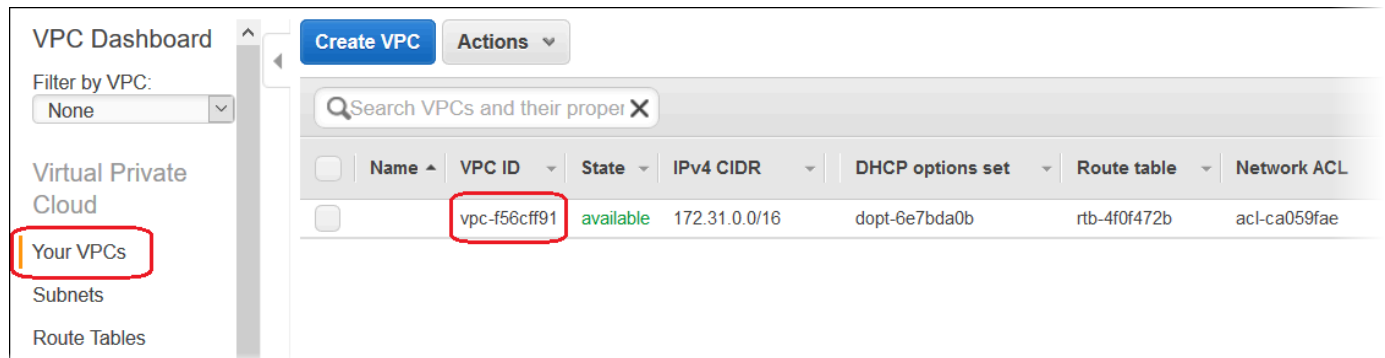 VPC Dashboard
Filter by VPC:
None
Virtual Private
Cloud
Your VPCs
Subnets
Route Tables
Create VPC Actions
Search VPCs and their proper
Name VPC ID State IPv4 CIDR DHCP options set Route table Network ACL
vpc-f56cff91 available 172.31.0.0/16 dopt-6e7bda0b rtb-4f0f472b acl-ca059fae